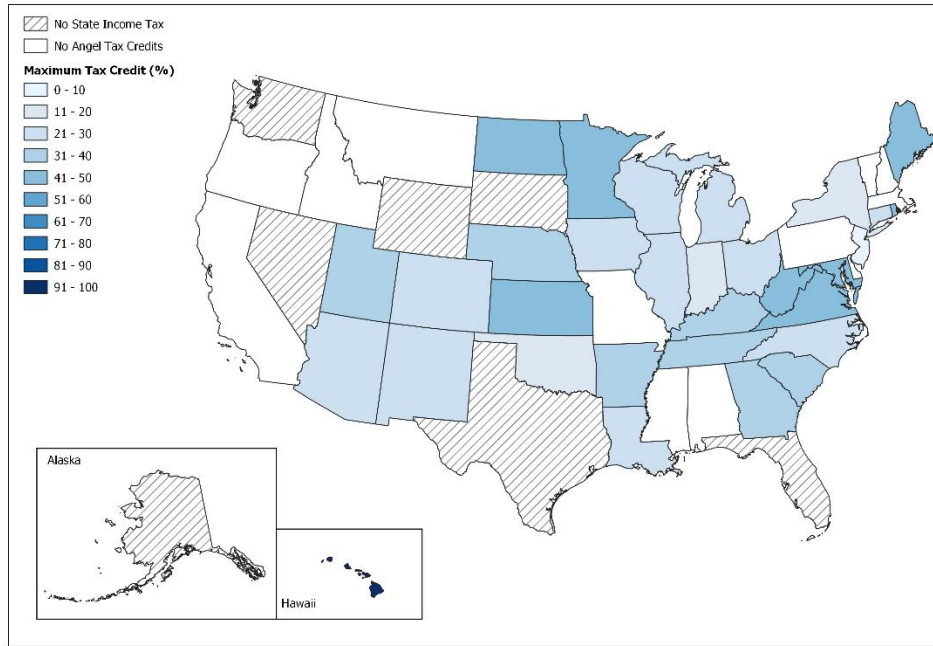 No State Income Tax
No Angel Tax Credits
Maximum Tax Credit (%)
0 - 10
11 - 20
21 - 30
31 - 40
41 - 50
51 - 60
61 - 70
71 - 80
81 - 90
91 - 100
Alaska
Hawaii